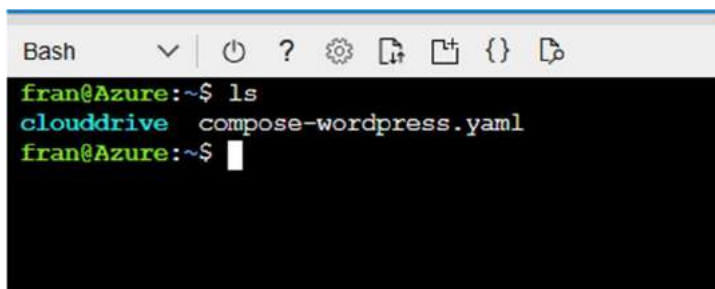 Bash ? {}
fran@Azure:~$ ls
clouddrive compose-wordpress.yaml
fran@Azure:~$